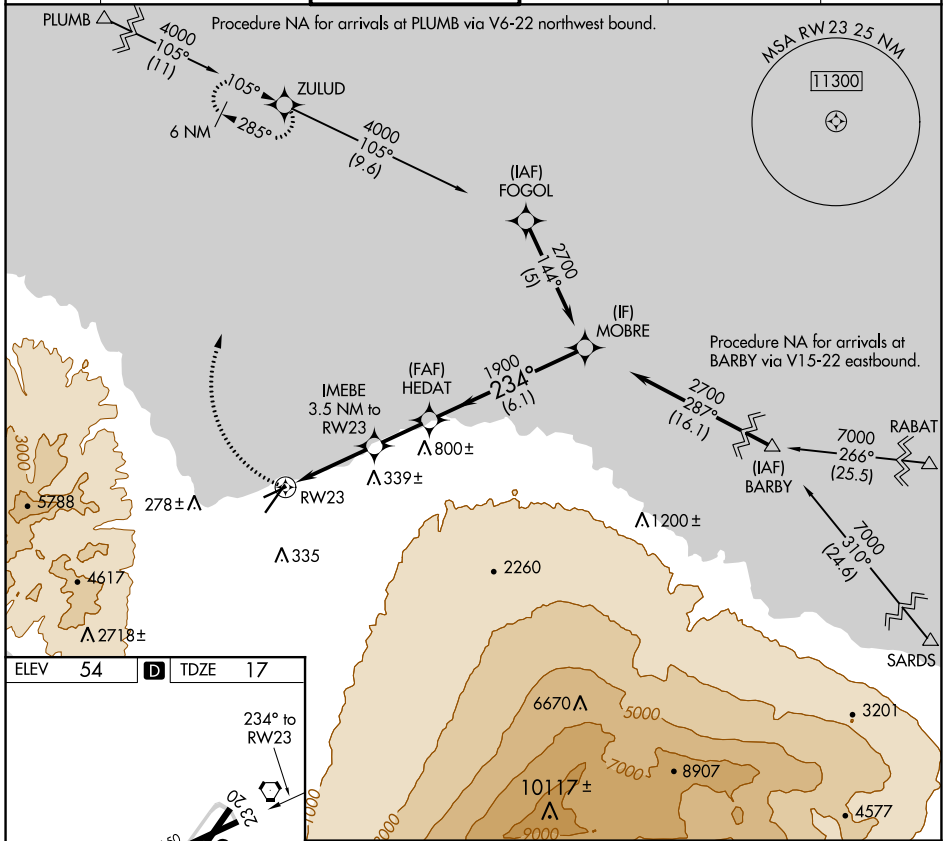 PLUMB
Procedure NA for arrivals at PLUMB via V6-22 northwest bound.
4000
105°
(11)
MSA RW23 25 NM
11300
105°
ZULUD
285°
6 NM
4000
105°
(9.6)
(IAF)
FOGOL
2700
144°
(5)
(IF)
MOBRE
Procedure NA for arrivals at
BARBY via V15-22 eastbound.
1900
234°
(6.1)
(FAF)
HEDAT
IMEBE
3.5 NM to
RW23
2700
287°
(16.1)
RABAT
7000
266°
(25.5)
(IAF)
BARBY
3000
800±
339±
RW23
278±
5788
1200±
7000
310°
(24.6)
335
2260
4617
2718±
SARDS
ELEV 54 D TDZE 17
6670
5000
3201
234° to
RW23
7000
8907
10117±
1000
9000
4577
2320